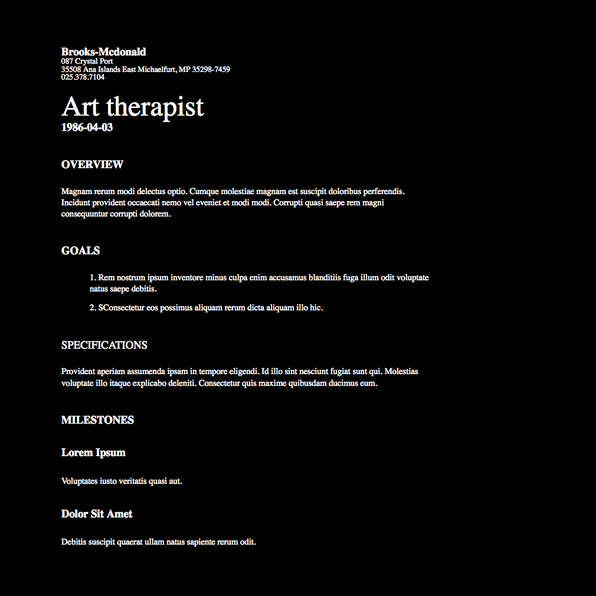 Brooks-Mcdonald
087 Crystal Port
35508 Ana Islands East Michaelfurt, MP 35298-7459
025.378.7104
Art therapist
1986-04-03
OVERVIEW
Magnam rerum modi delectus optio. Cumque molestiae magnam est suscipit doloribus perferendis.
Incidunt provident occaecati nemo vel eveniet et modi modi. Corrupti quasi saepe rem magni
consequuntur corrupti dolorem.
GOALS
1. Rem nostrum ipsum inventore minus culpa enim accusamus blanditiis fuga illum odit voluptate
natus saepe debitis.
2. SConsectetur eos possimus aliquam rerum dicta aliquam illo hic.
SPECIFICATIONS
Provident aperiam assumenda ipsam in tempore eligendi. Id illo sint nesciunt fugiat sunt qui. Molestias
voluptate illo itaque explicabo deleniti. Consectetur quis maxime quibusdam ducimus eum.
MILESTONES
Lorem Ipsum
Voluptates iusto veritatis quasi aut.
Dolor Sit Amet
Debitis suscipit quaerat ullam natus sapiente rerum odit.